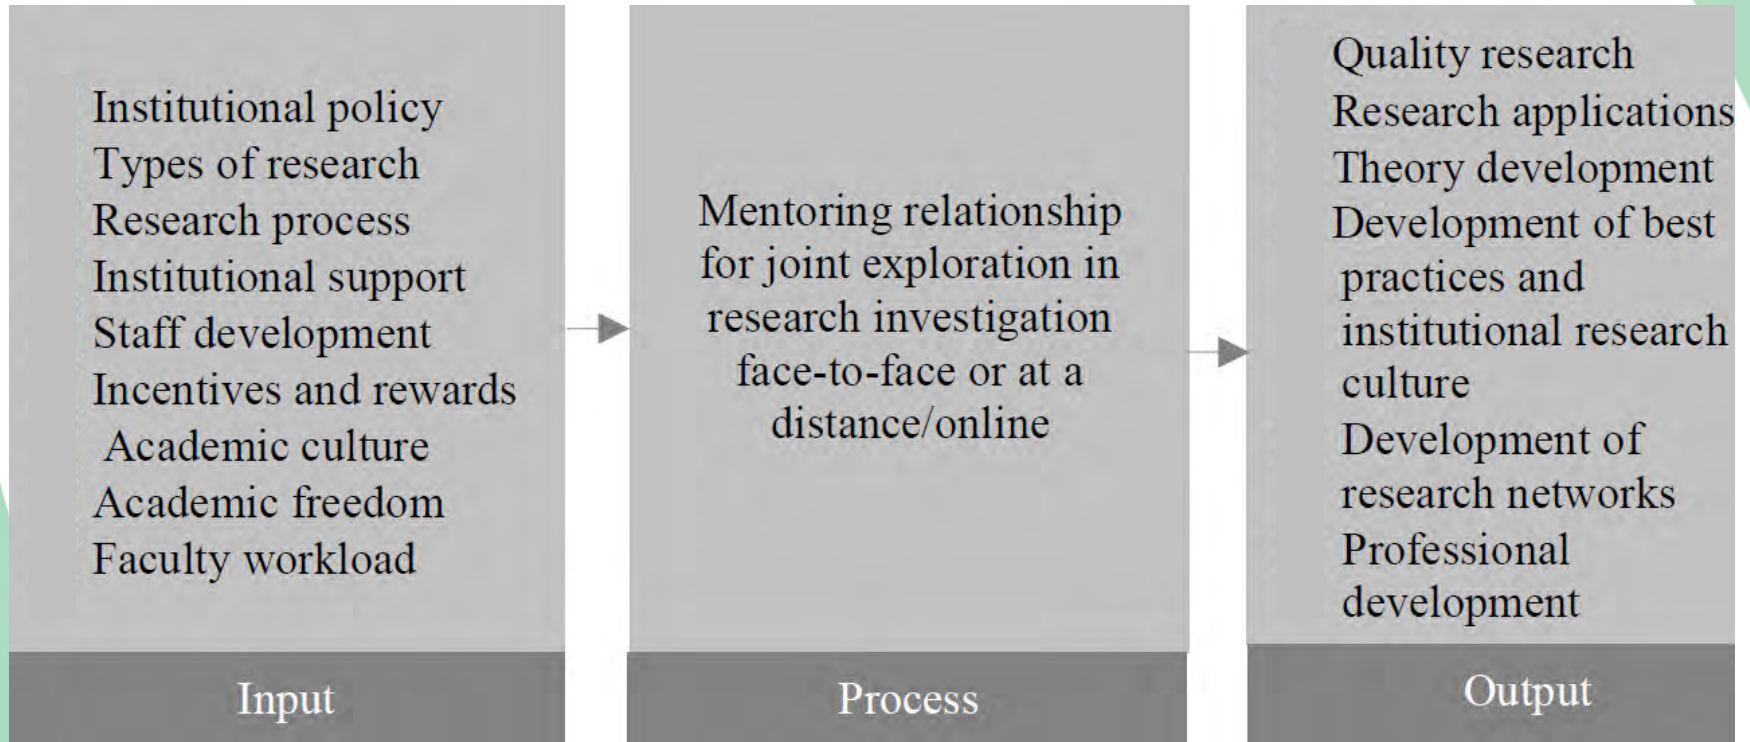 Institutional policy
Types of research
Research process
Institutional support
Staff development
Incentives and rewards
Academic culture
Academic freedom
Faculty workload
Input
Mentoring relationship
for joint exploration in
research investigation
face-to-face or at a
distance/online
Process
Quality research
Research applications
Theory development
Development of best
practices and
institutional research
culture
Development of
research networks
Professional
development
Output